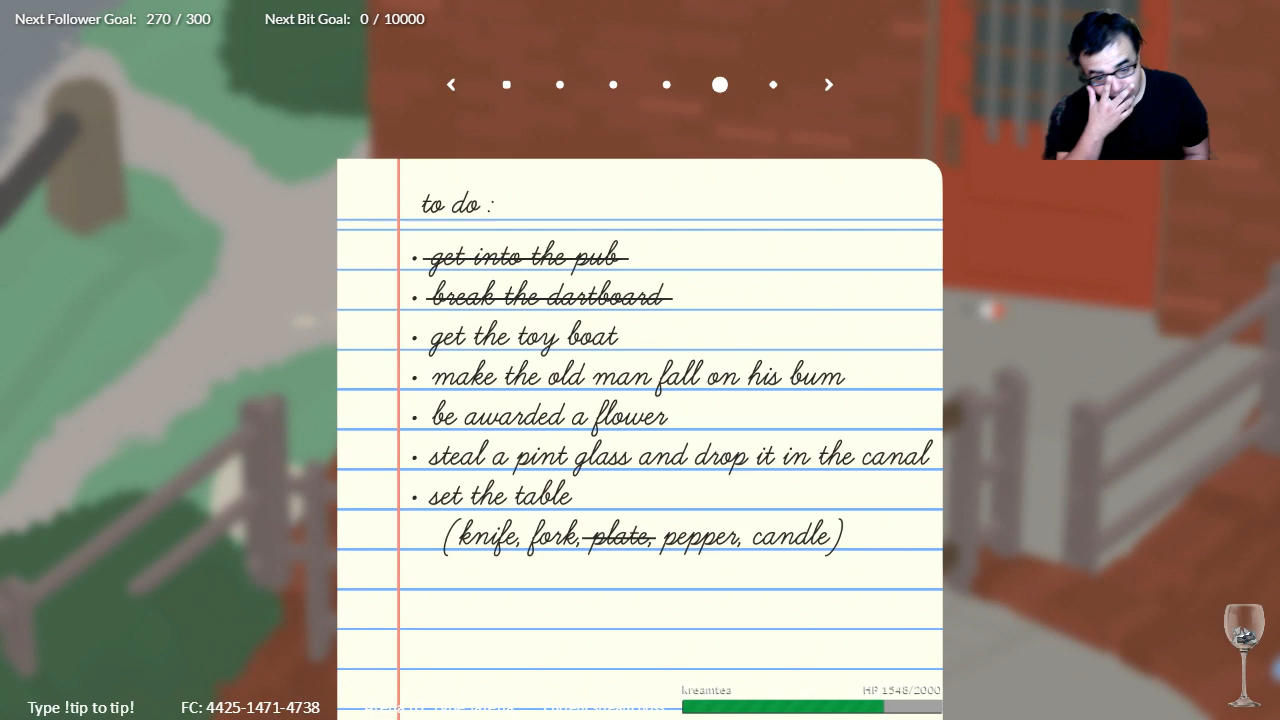 Next Follower Goal: 270 / 300 Next Bit Goal: 0 / 10000
to do :
• get into the pub
• break the dartboard
• get the toy boat
• make the old man fall on his bum
• be awarded a flower
• steal a pint glass and drop it in the canal
• set the table
(knife, fork, plate, pepper, candle)
kreamtea HP 1548/2000
Type !tip to tip! FC: 4425-1471-4738